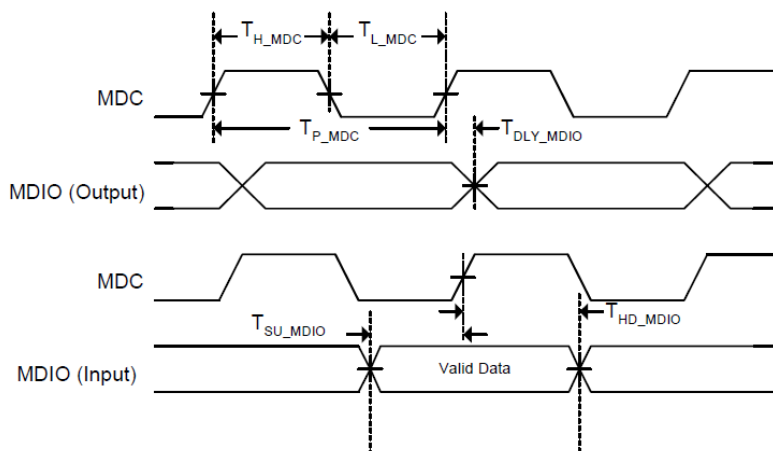 T_H_MDC T_L_MDC
MDC
T_P_MDC T_DLY_MDIO
MDIO (Output)
MDC
T_SU_MDIO T_HD_MDIO
MDIO (Input) Valid Data